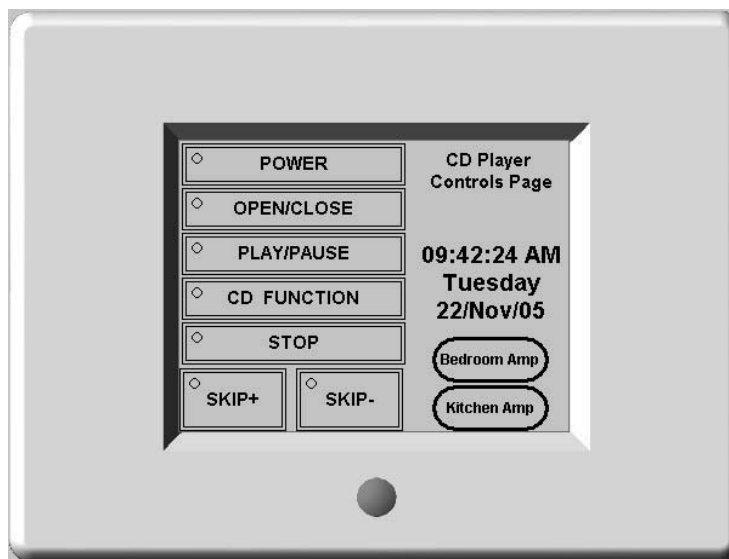 POWER
OPEN/CLOSE
PLAY/PAUSE
CD FUNCTION
STOP
SKIP+
SKIP-
CD Player
Controls Page
09:42:24 AM
Tuesday
22/Nov/05
Bedroom Amp
Kitchen Amp